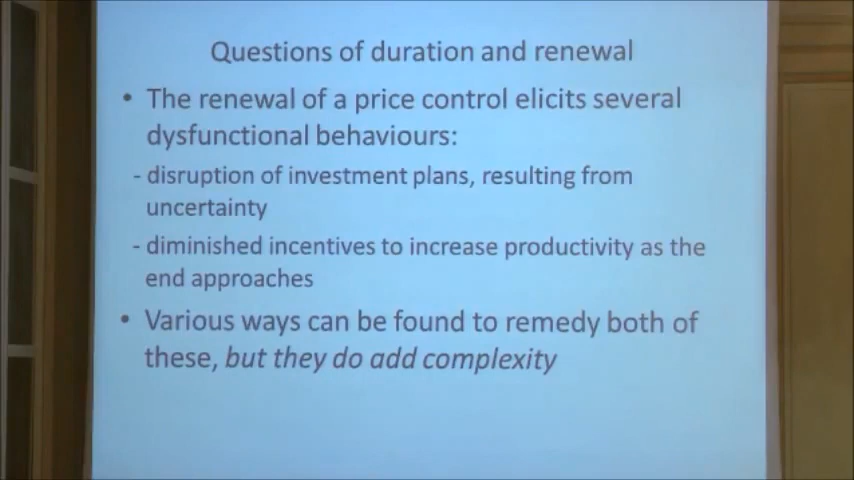 Questions of duration and renewal
• The renewal of a price control elicits several
dysfunctional behaviours:
- disruption of investment plans, resulting from
uncertainty
- diminished incentives to increase productivity as the
end approaches
• Various ways can be found to remedy both of
these, but they do add complexity